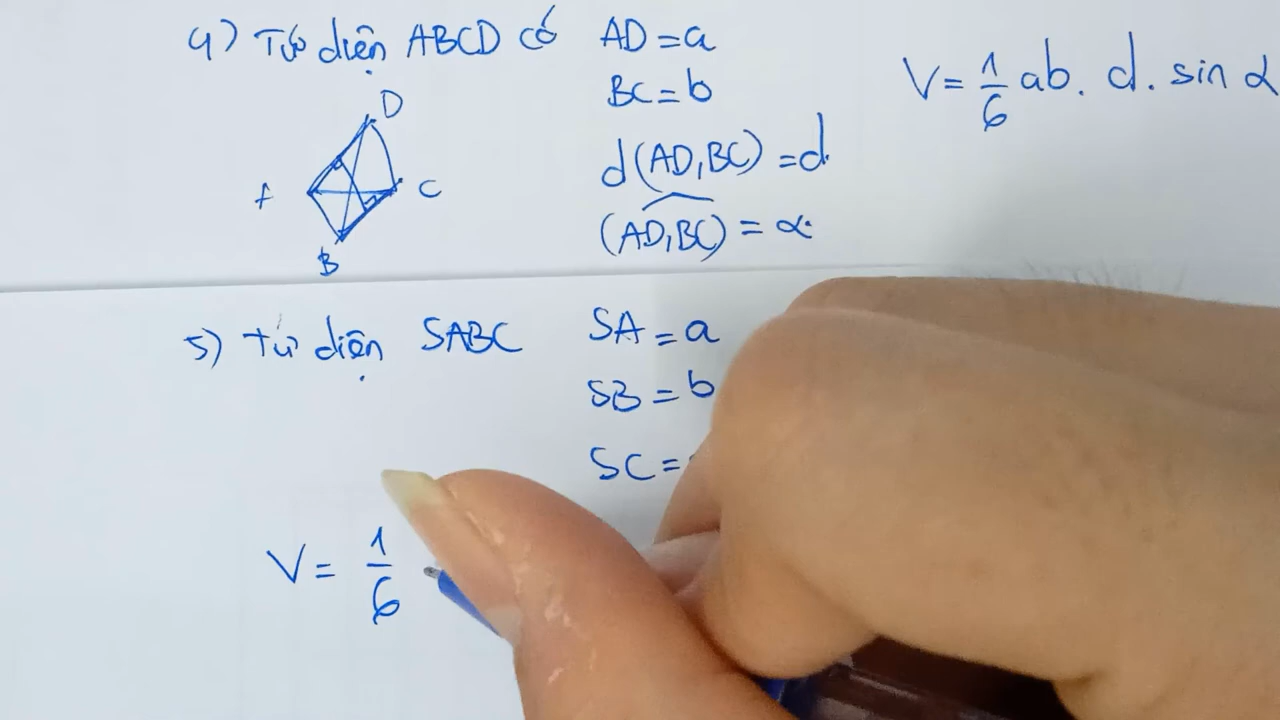 4) Tứ diện ABCD có AD = a
BC = b
d(AD,BC) = d
(AD,BC) = α
V = 1/6 ab. d. sin α
D
A
C
B
5) Tứ diện SABC SA = a
SB = b
SC =
V = 1/6